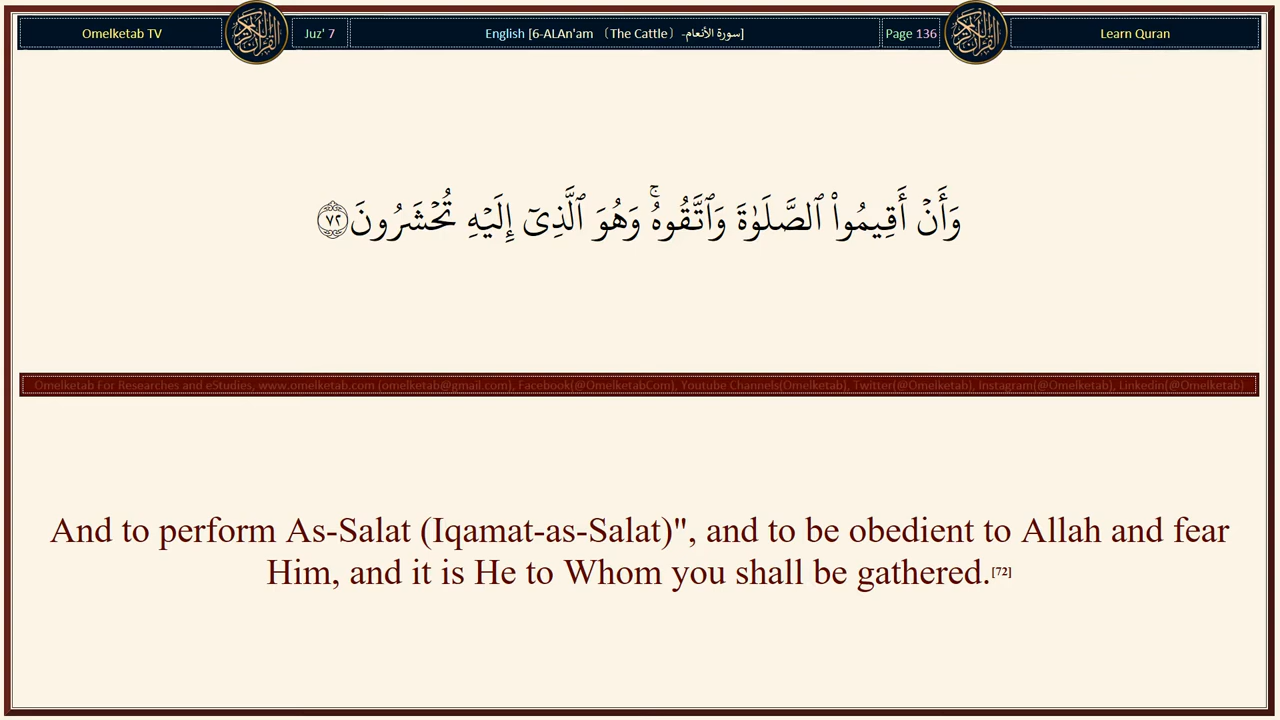 Omelketab TV
Juz' 7
English [6-ALAn'am (The Cattle) -سورة الأنعام]
Page 136
Learn Quran
وَأَنۡ أَقِيمُواْ ٱلصَّلَوٰةَ وَٱتَّقُوهُۚ وَهُوَ ٱلَّذِيٓ إِلَيۡهِ تُحۡشَرُونَ ٧٢
Omelketab For Researches and eStudies, www.omelketab.com (omelketab@gmail.com), Facebook(@OmelketabCom), Youtube Channels(Omelketab), Twitter(@Omelketab), Instagram(@Omelketab), Linkedin(@Omelketab)
And to perform As-Salat (Iqamat-as-Salat)", and to be obedient to Allah and fear
Him, and it is He to Whom you shall be gathered.[72]